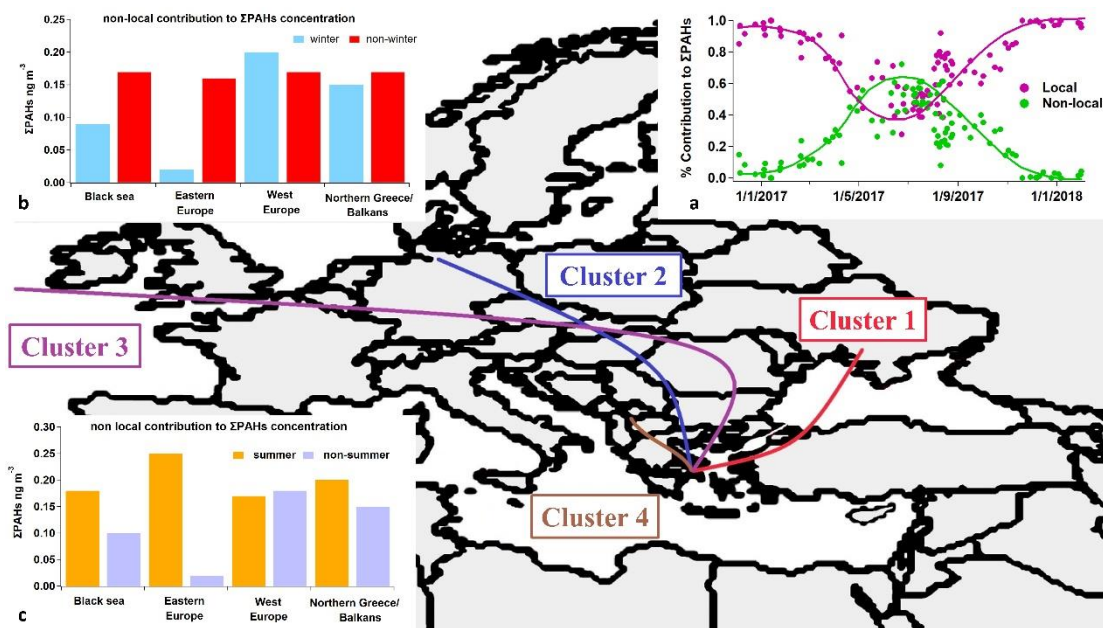 non-local contribution to ΣPAHs concentration
0.25
0.20
0.15
0.10
0.05
0.00
ΣPAHs ng m⁻³
winter non-winter
Black sea Eastern Europe West Europe Northern Greece/ Balkans
b
1.0
0.8
0.6
0.4
0.2
0.0
% Contribution to ΣPAHs
Local
Non-local
1/1/2017 1/5/2017 1/9/2017 1/1/2018
a
Cluster 2
Cluster 1
Cluster 3
Cluster 4
non local contribution to ΣPAHs concentration
0.30
0.25
0.20
0.15
0.10
0.05
0.00
ΣPAHs ng m⁻³
summer non-summer
Black sea Eastern Europe West Europe Northern Greece/ Balkans
c